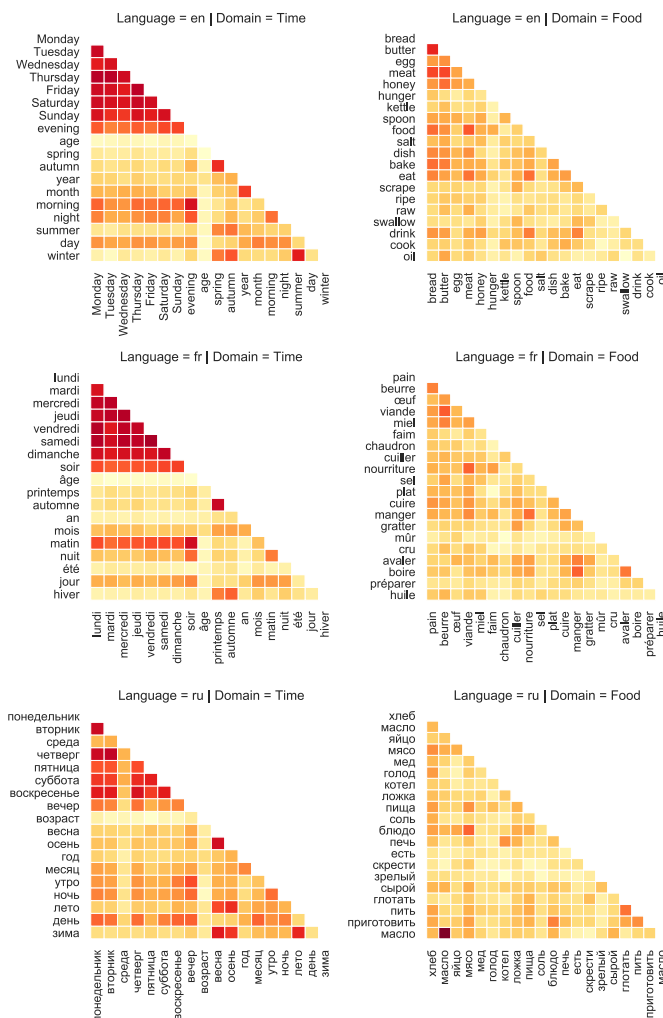 Language = en | Domain = Time
Monday
Tuesday
Wednesday
Thursday
Friday
Saturday
Sunday
evening
age
spring
autumn
year
month
morning
night
summer
day
winter
Monday
Tuesday
Wednesday
Thursday
Friday
Saturday
Sunday
evening
age
spring
autumn
year
month
morning
night
summer
day
winter
Language = en | Domain = Food
bread
butter
egg
meat
honey
hunger
kettle
spoon
food
salt
dish
bake
eat
scrape
ripe
raw
swallow
drink
cook
oil
bread
butter
egg
meat
honey
hunger
kettle
spoon
food
salt
dish
bake
eat
scrape
ripe
raw
swallow
drink
cook
oil
Language = fr | Domain = Time
lundi
mardi
mercredi
jeudi
vendredi
samedi
dimanche
soir
âge
printemps
automne
an
mois
matin
nuit
été
jour
hiver
lundi
mardi
mercredi
jeudi
vendredi
samedi
dimanche
soir
âge
printemps
automne
an
mois
matin
nuit
été
jour
hiver
Language = fr | Domain = Food
pain
beurre
œuf
viande
miel
faim
chaudron
cuiller
nourriture
sel
plat
cuire
manger
gratter
mûr
cru
avaler
boire
préparer
huile
pain
beurre
œuf
viande
miel
faim
chaudron
cuiller
nourriture
sel
plat
cuire
manger
gratter
mûr
cru
avaler
boire
préparer
huile
Language = ru | Domain = Time
понедельник
вторник
среда
четверг
пятница
суббота
воскресенье
вечер
возраст
весна
осень
год
месяц
утро
ночь
лето
день
зима
понедельник
вторник
среда
четверг
пятница
суббота
воскресенье
вечер
возраст
весна
осень
год
месяц
утро
ночь
лето
день
зима
Language = ru | Domain = Food
хлеб
масло
яйцо
мясо
мед
голод
котел
ложка
пища
соль
блюдо
печь
есть
скрести
зрелый
сырой
глотать
пить
приготовить
масло
хлеб
масло
яйцо
мясо
мед
голод
котел
ложка
пища
соль
блюдо
печь
есть
скрести
зрелый
сырой
глотать
пить
приготовить
масло